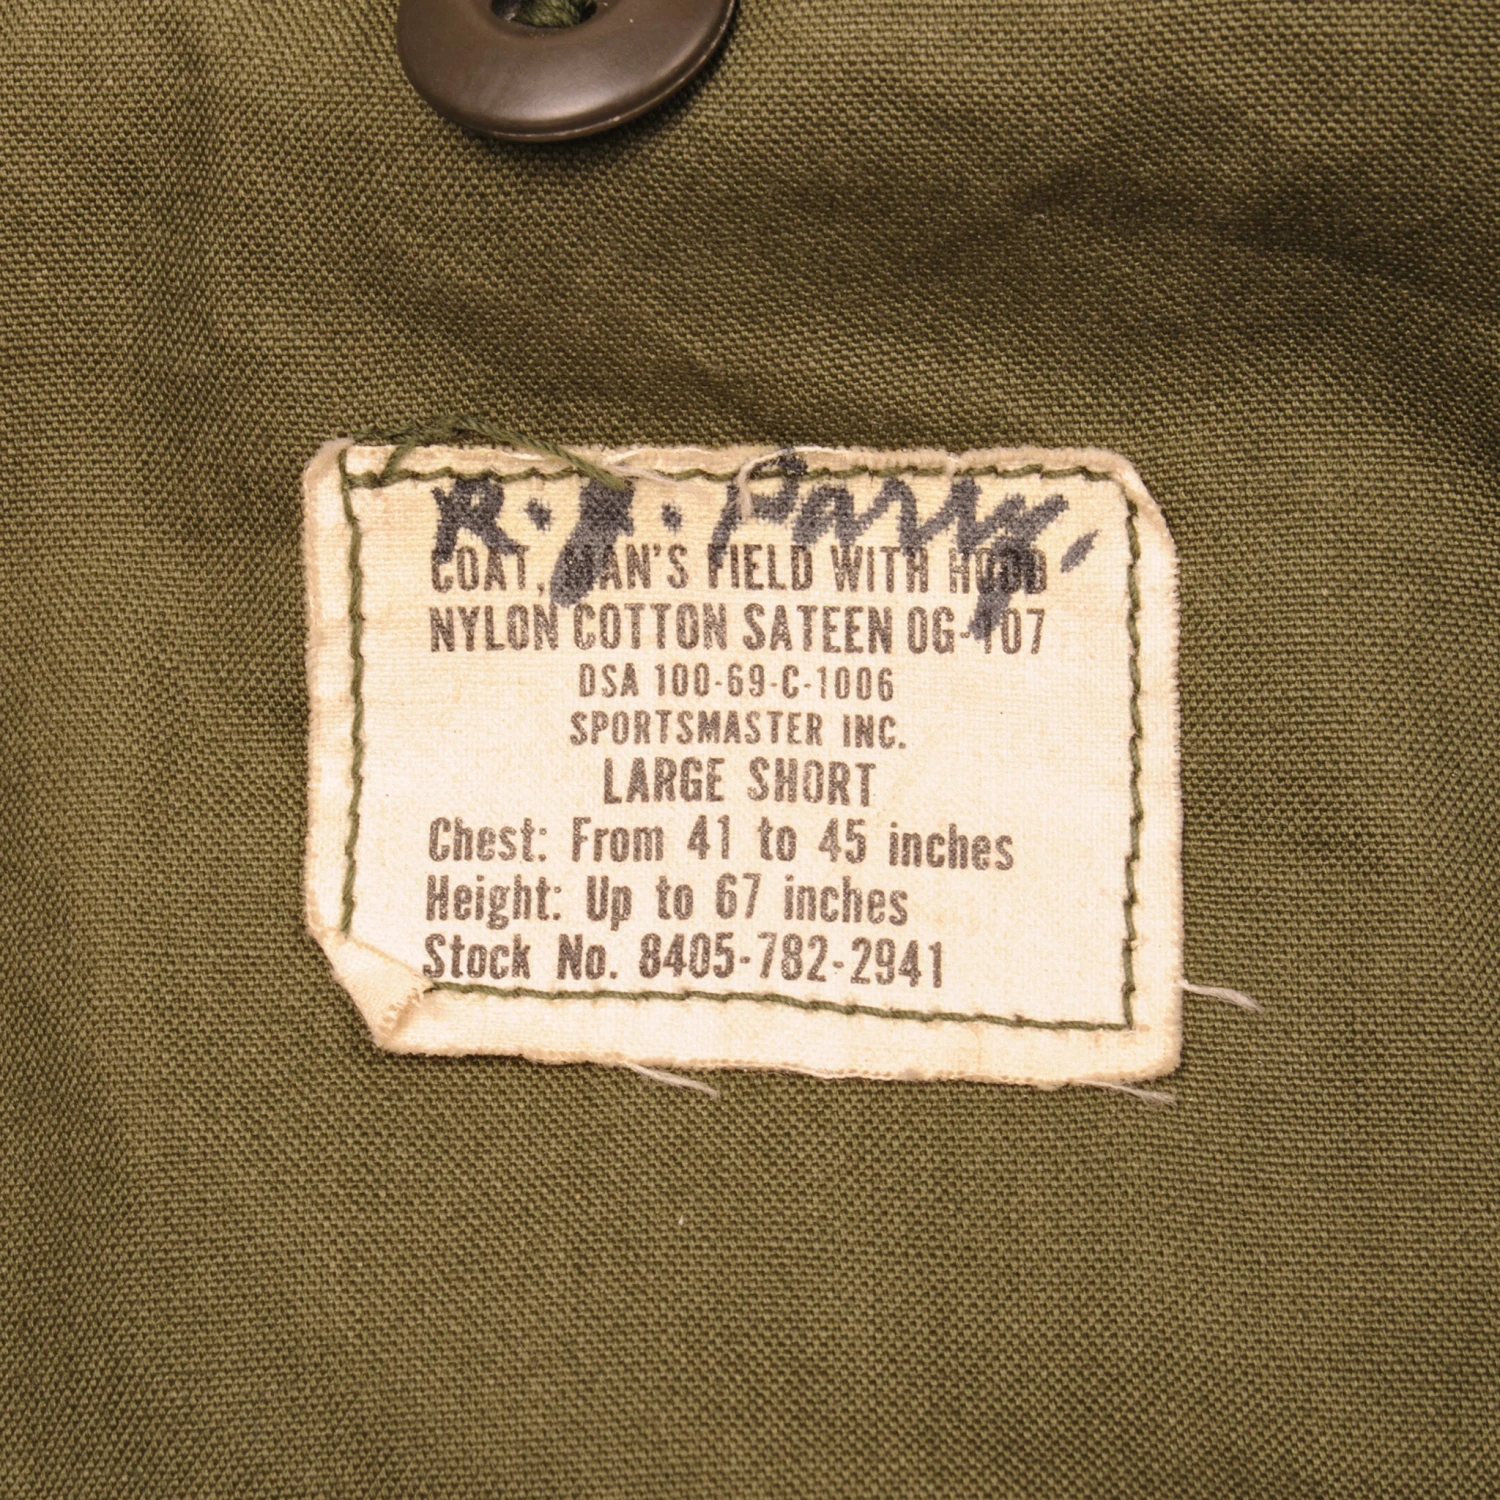 R. J. Parry.
COAT, MAN'S FIELD WITH HOOD
NYLON COTTON SATEEN OG-107
DSA 100-69-C-1006
SPORTSMASTER INC.
LARGE SHORT
Chest: From 41 to 45 inches
Height: Up to 67 inches
Stock No. 8405-782-2941